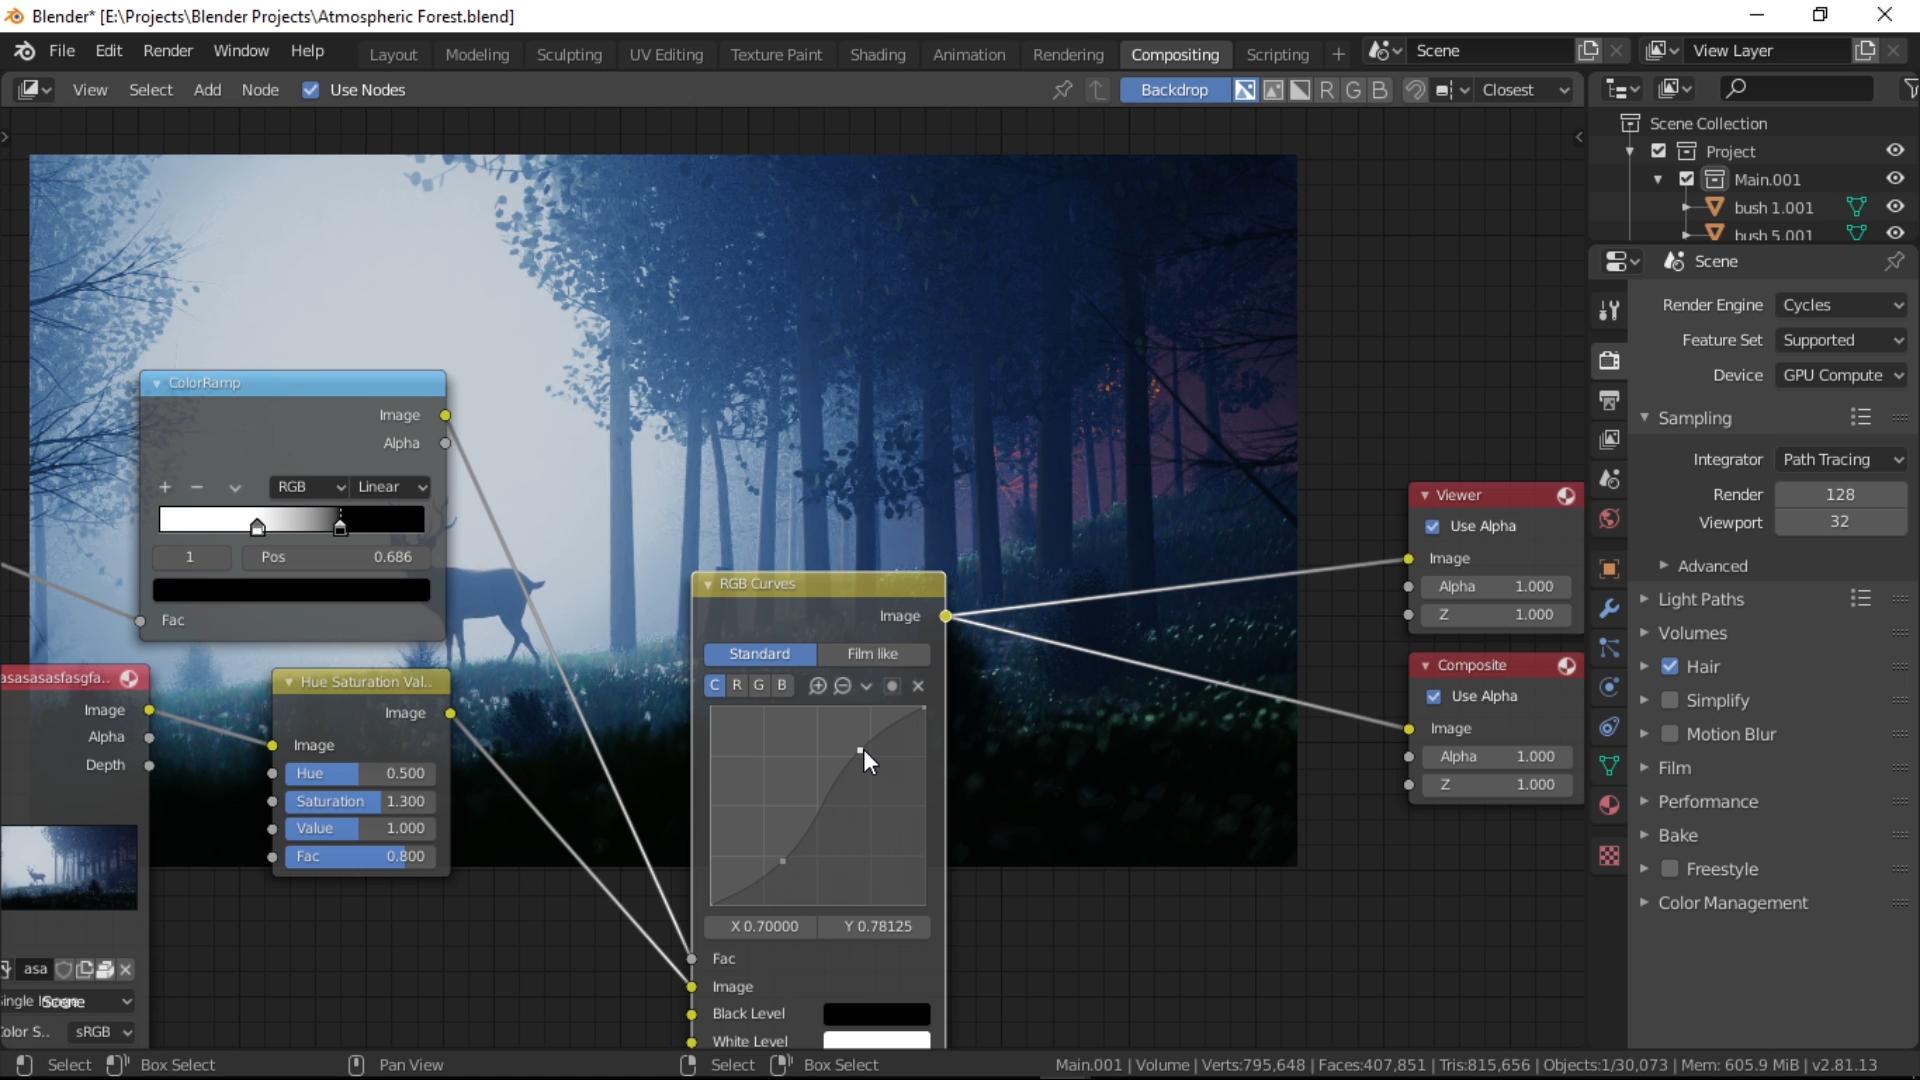 Blender* [E:\Projects\Blender Projects\Atmospheric Forest.blend]
File Edit Render Window Help Layout Modeling Sculpting UV Editing Texture Paint Shading Animation Rendering Compositing Scripting + Scene View Layer
View Select Add Node Use Nodes Backdrop R G B Closest
Scene Collection
Project
Main.001
bush 1.001
bush 5.001
Scene
Render Engine Cycles
Feature Set Supported
Device GPU Compute
Sampling
Integrator Path Tracing
Render 128
Viewport 32
Advanced
Light Paths
Volumes
Hair
Simplify
Motion Blur
Film
Performance
Bake
Freestyle
Color Management
ColorRamp
Image
Alpha
RGB Linear
1 Pos 0.686
Fac
asasasasfasgfa..
Image
Alpha
Depth
asa
Scene
Color S.. sRGB
Hue Saturation Val..
Image
Image
Hue 0.500
Saturation 1.300
Value 1.000
Fac 0.800
RGB Curves
Image
Standard Film like
C R G B
X 0.70000 Y 0.78125
Fac
Image
Black Level
White Level
Viewer
Use Alpha
Image
Alpha 1.000
Z 1.000
Composite
Use Alpha
Image
Alpha 1.000
Z 1.000
Select Box Select Pan View Select Box Select Main.001 | Volume | Verts:795,648 | Faces:407,851 | Tris:815,656 | Objects:1/30,073 | Mem: 605.9 MiB | v2.81.13